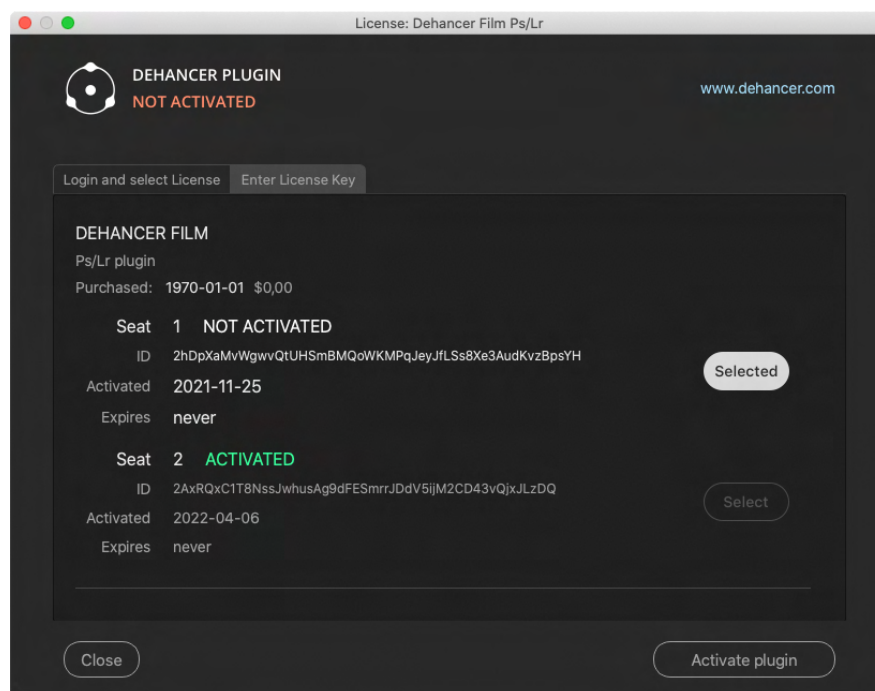 License: Dehancer Film Ps/Lr
DEHANCER PLUGIN
NOT ACTIVATED
www.dehancer.com
Login and select License Enter License Key
DEHANCER FILM
Ps/Lr plugin
Purchased: 1970-01-01 $0,00
Seat 1 NOT ACTIVATED
ID 2hDpXaMvWgwvQtUHSmBMQoWKMPqJeyJfLSs8Xe3AudKvzBpsYH
Selected
Activated 2021-11-25
Expires never
Seat 2 ACTIVATED
ID 2AxRQxC1T8NssJwhusAg9dFESmrrJDdV5ijM2CD43vQjxJLzDQ
Select
Activated 2022-04-06
Expires never
Close Activate plugin